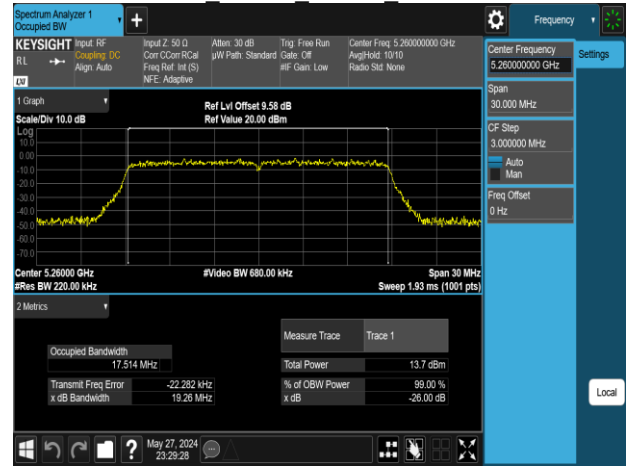 Spectrum Analyzer 1
Occupied BW
Frequency
KEYSIGHT
RL
LXI
Input: RF
Coupling: DC
Align: Auto
Input Z: 50 Ω
Corr CCorr RCal
Freq Ref: Int (S)
NFE: Adaptive
Atten: 30 dB
µW Path: Standard
Trig: Free Run
Gate: Off
#IF Gain: Low
Center Freq: 5.260000000 GHz
Avg|Hold: 10/10
Radio Std: None
Center Frequency
5.260000000 GHz
Settings
Span
30.000 MHz
CF Step
3.000000 MHz
Auto
Man
Freq Offset
0 Hz
1 Graph
Scale/Div 10.0 dB
Ref Lvl Offset 9.58 dB
Ref Value 20.00 dBm
Log
10.0
0.00
-10.0
-20.0
-30.0
-40.0
-50.0
-60.0
-70.0
Center 5.26000 GHz
#Video BW 680.00 kHz
Span 30 MHz
#Res BW 220.00 kHz
Sweep 1.93 ms (1001 pts)
2 Metrics
Measure Trace
Trace 1
Occupied Bandwidth
17.514 MHz
Total Power
13.7 dBm
Transmit Freq Error
-22.282 kHz
% of OBW Power
99.00 %
x dB Bandwidth
19.26 MHz
x dB
-26.00 dB
Local
May 27, 2024
23:29:28